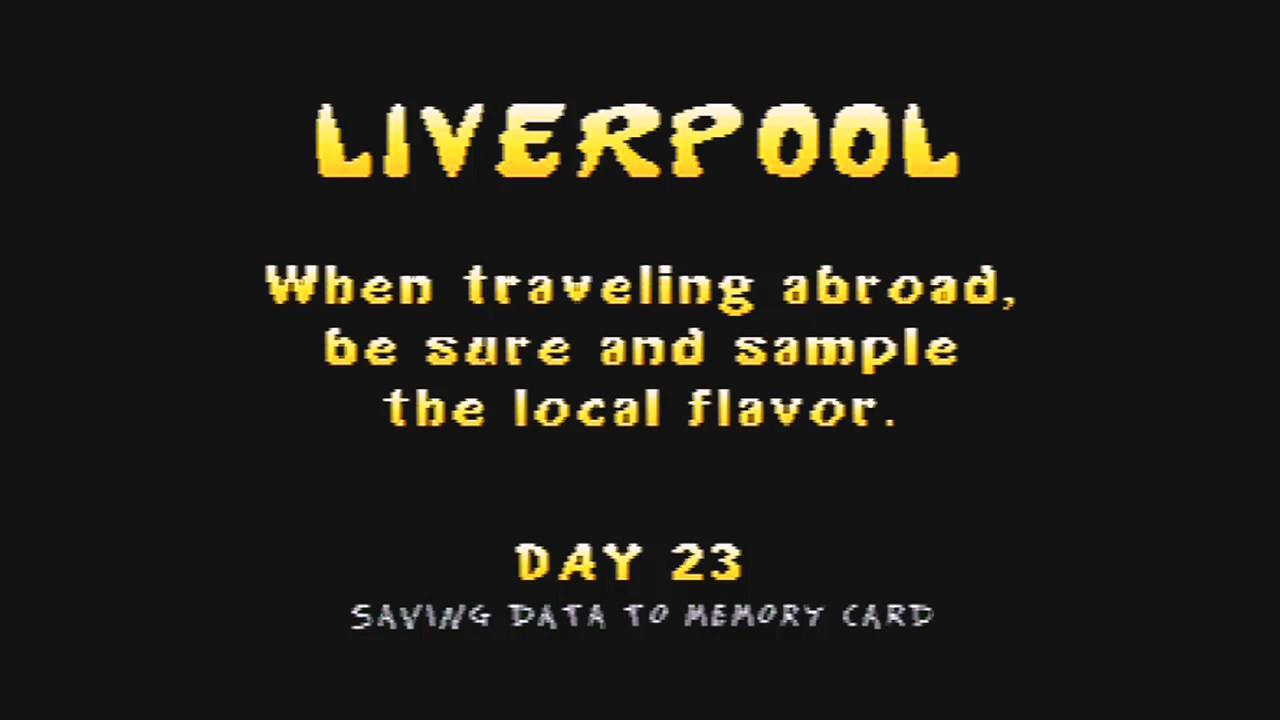 LIVERPOOL
When traveling abroad,
be sure and sample
the local flavor.
DAY 23
SAVING DATA TO MEMORY CARD